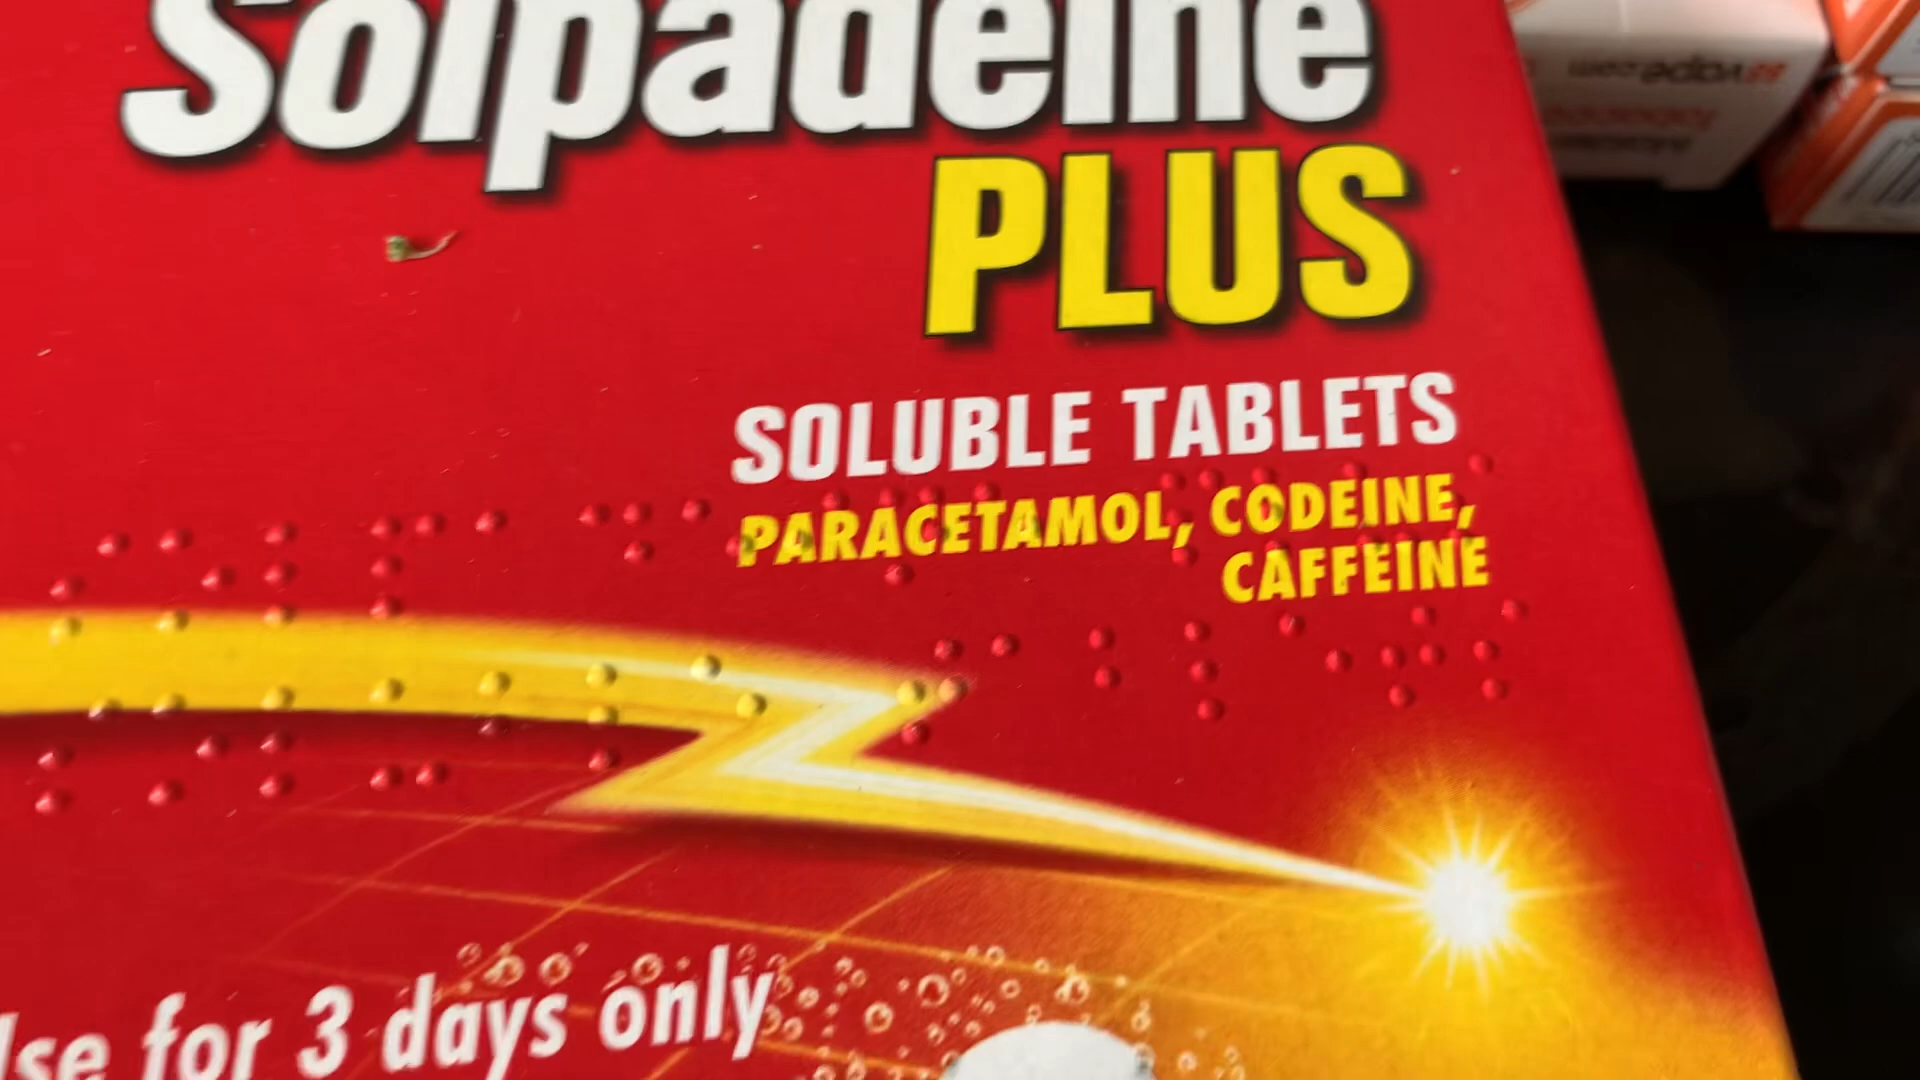 Solpadeine
PLUS
SOLUBLE TABLETS
PARACETAMOL, CODEINE,
CAFFEINE
for 3 days only